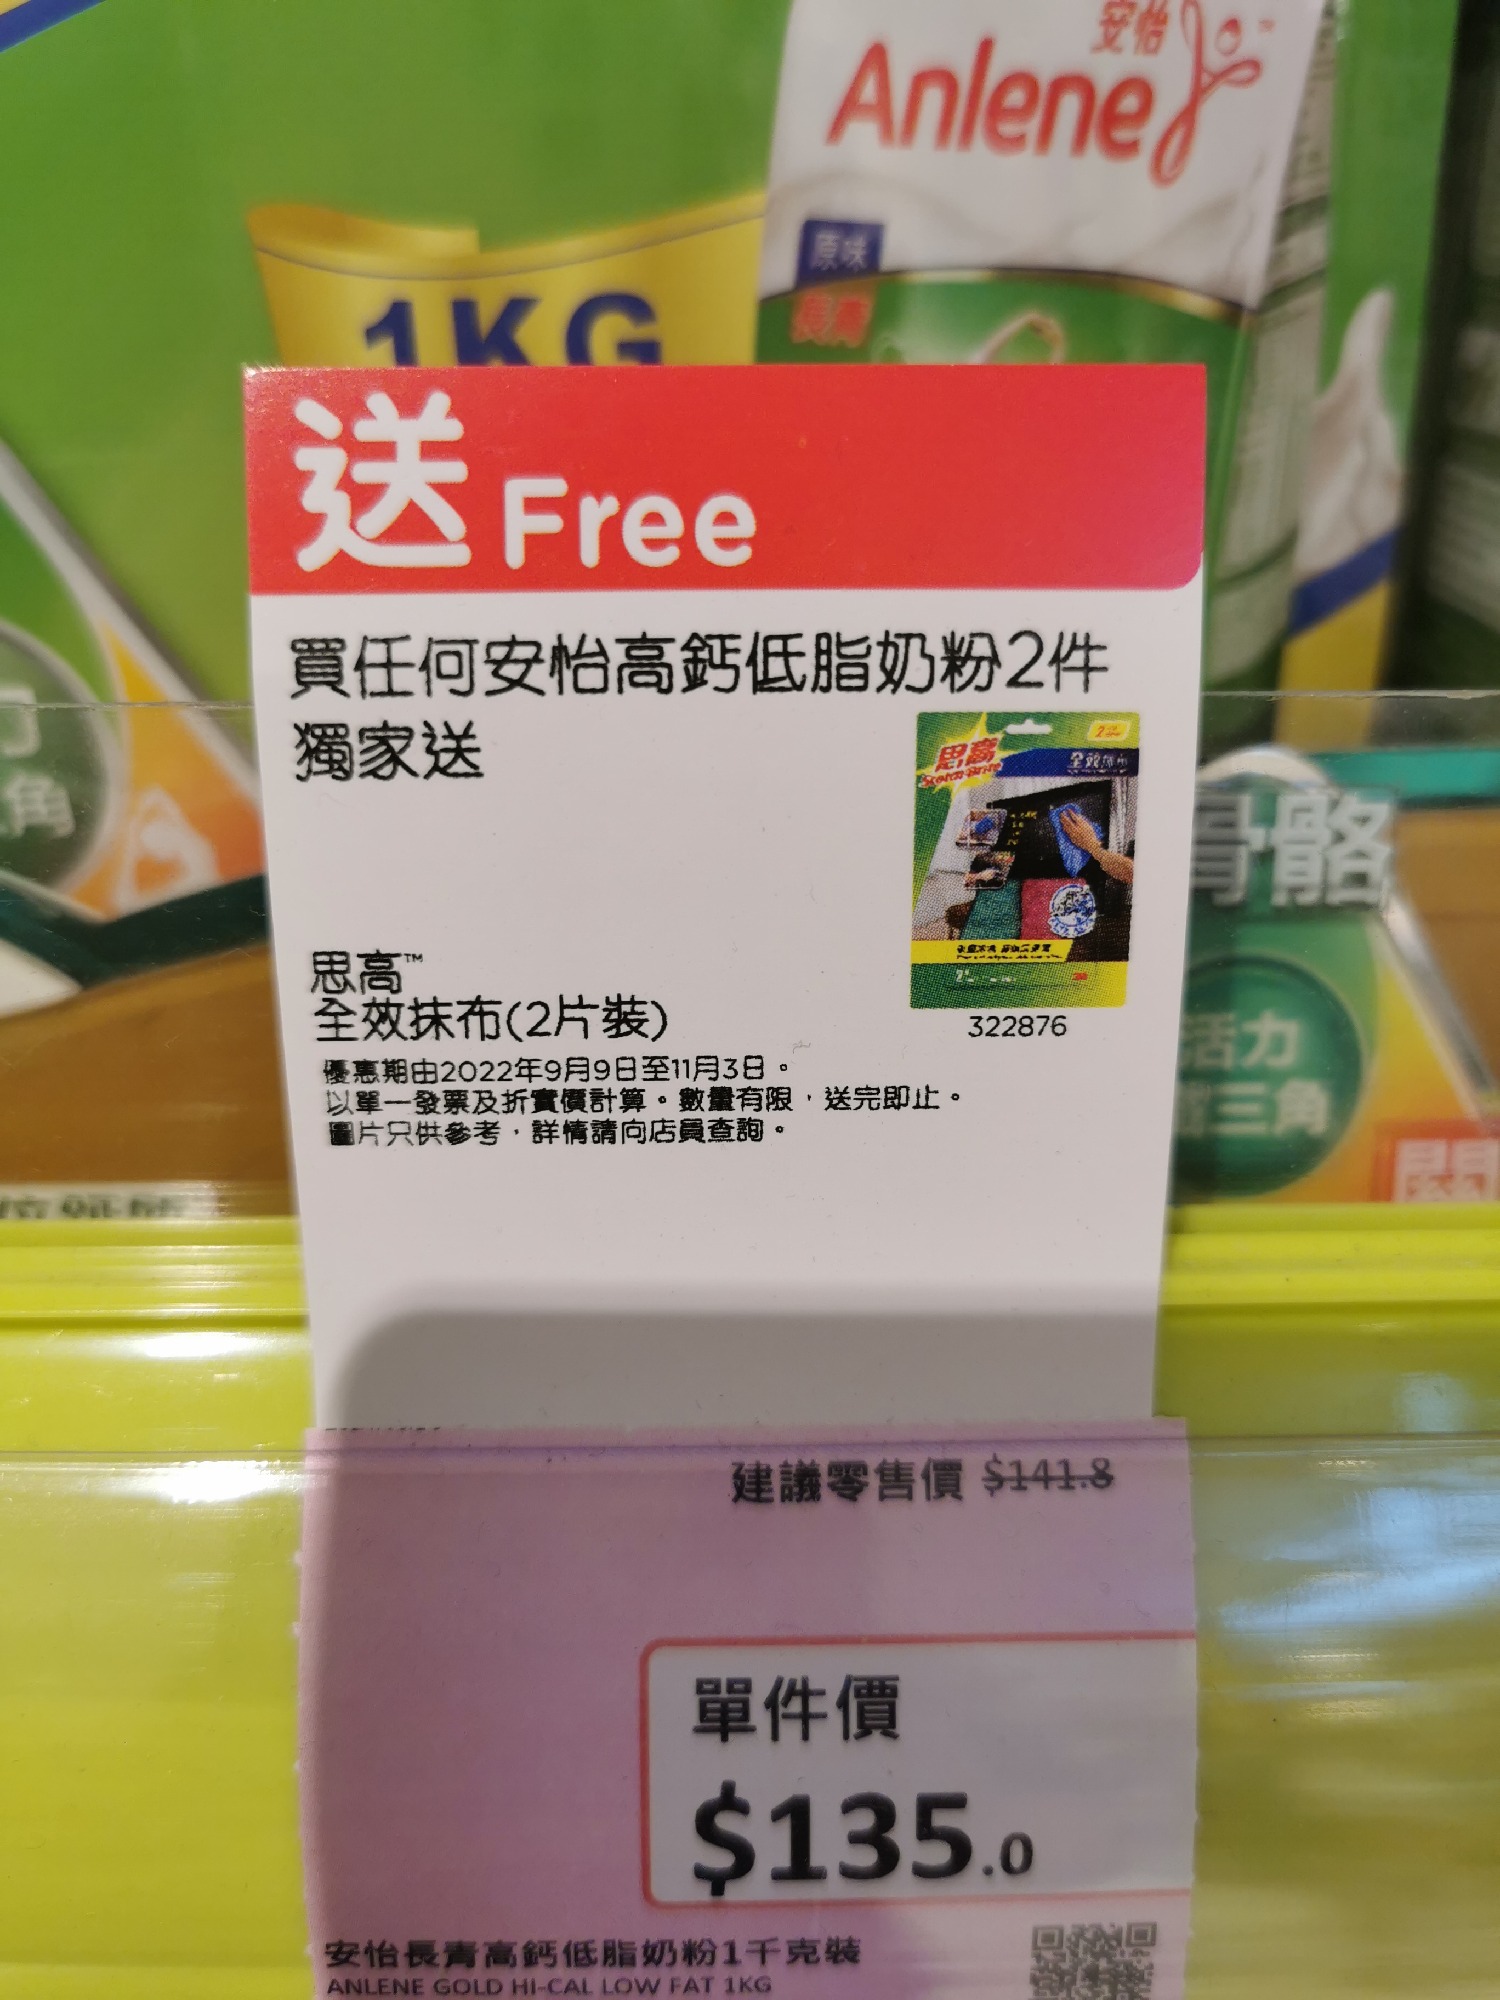 安怡
Anlene
原味
長青
1KG
送 Free
買任何安怡高鈣低脂奶粉2件
獨家送
思高
Scotch-Brite
全效抹布
思高™
全效抹布(2片裝)
322876
優惠期由2022年9月9日至11月3日。
以單一發票及折實價計算。數量有限，送完即止。
圖片只供參考，詳情請向店員查詢。
角
骨骼
活力
三角
關
建議零售價 $141.8
單件價
$135.0
安怡長青高鈣低脂奶粉1千克裝
ANLENE GOLD HI-CAL LOW FAT 1KG